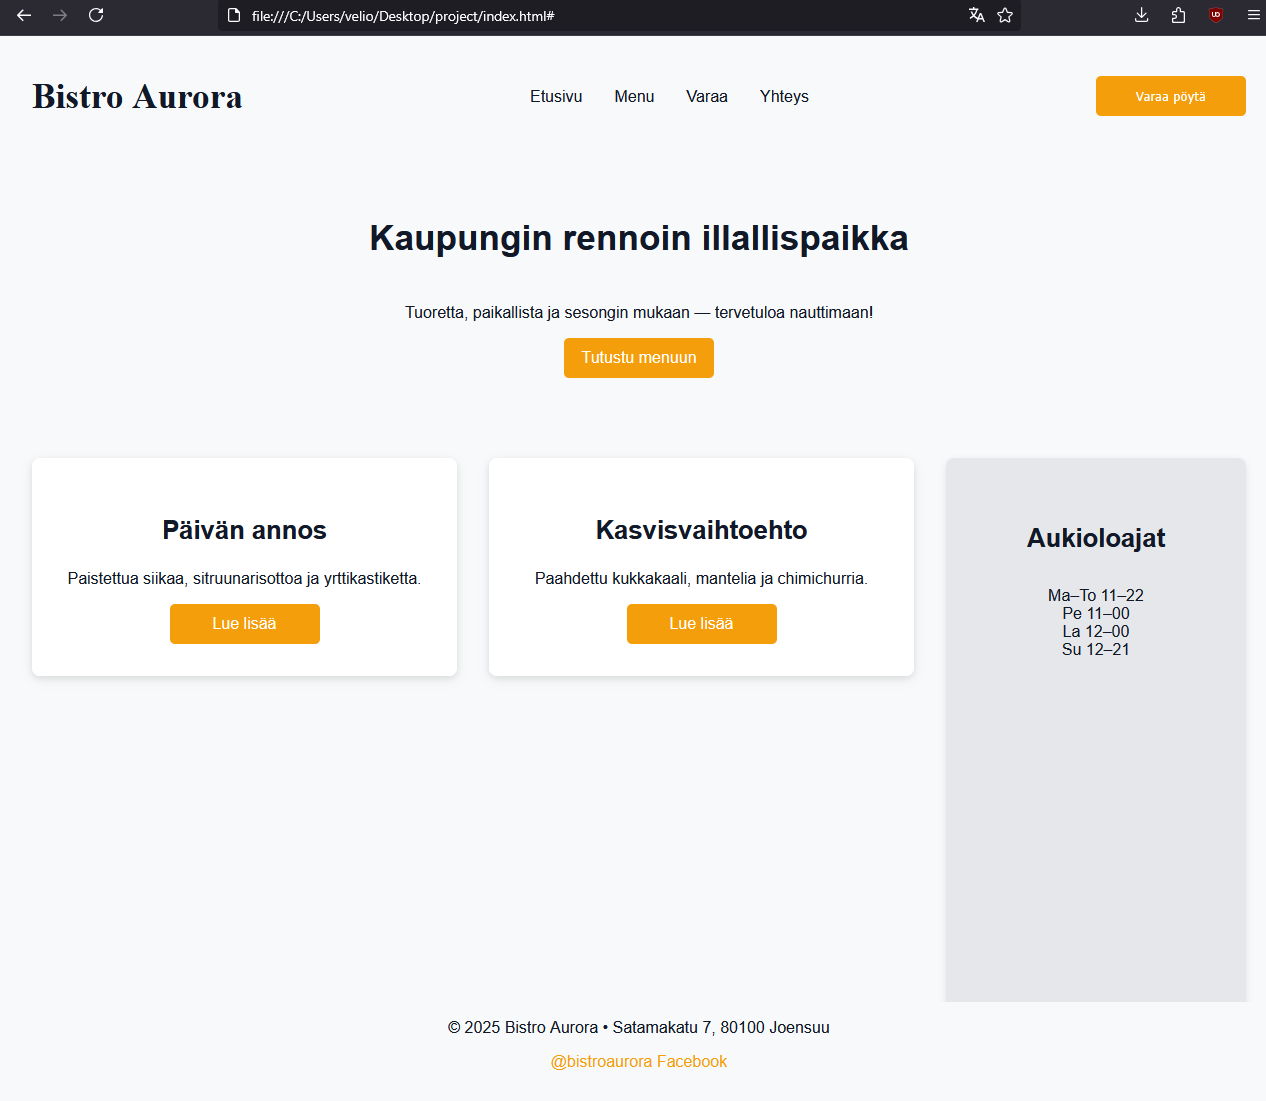 file:///C:/Users/velio/Desktop/project/index.html#
Bistro Aurora
Etusivu Menu Varaa Yhteys
Varaa pöytä
Kaupungin rennoin illallispaikka
Tuoretta, paikallista ja sesongin mukaan — tervetuloa nauttimaan!
Tutustu menuun
Päivän annos
Paistettua siikaa, sitruunarisottoa ja yrttikastiketta.
Lue lisää
Kasvisvaihtoehto
Paahdettu kukkakaali, mantelia ja chimichurria.
Lue lisää
Aukioloajat
Ma–To 11–22
Pe 11–00
La 12–00
Su 12–21
© 2025 Bistro Aurora • Satamakatu 7, 80100 Joensuu
@bistroaurora Facebook